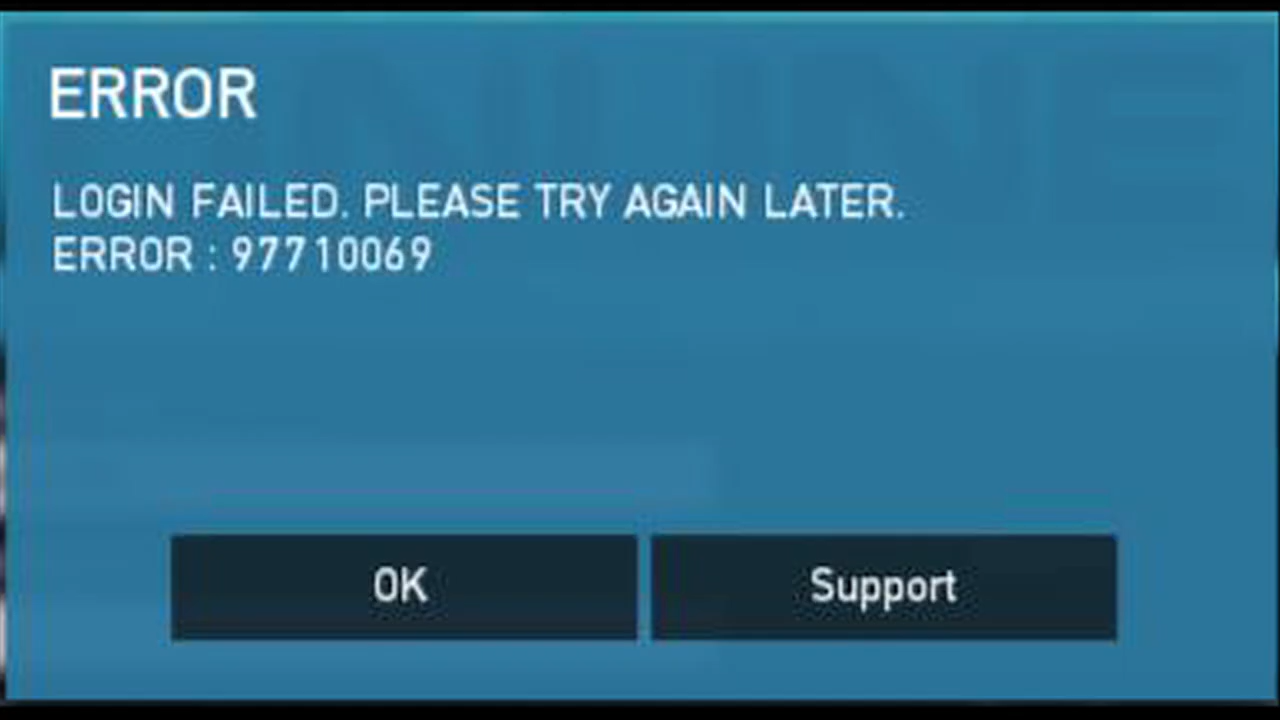 ERROR
LOGIN FAILED. PLEASE TRY AGAIN LATER.
ERROR : 97710069
OK
Support